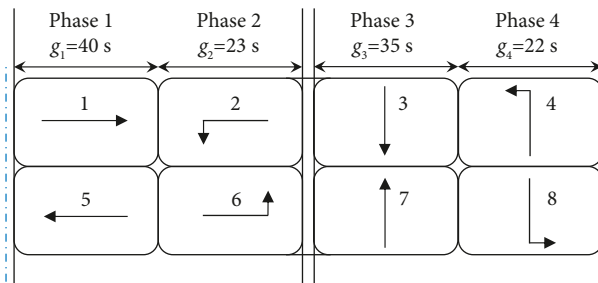 Phase 1 Phase 2 Phase 3 Phase 4
g₁=40 s g₂=23 s g₃=35 s g₄=22 s
1 2 3 4
5 6 7 8